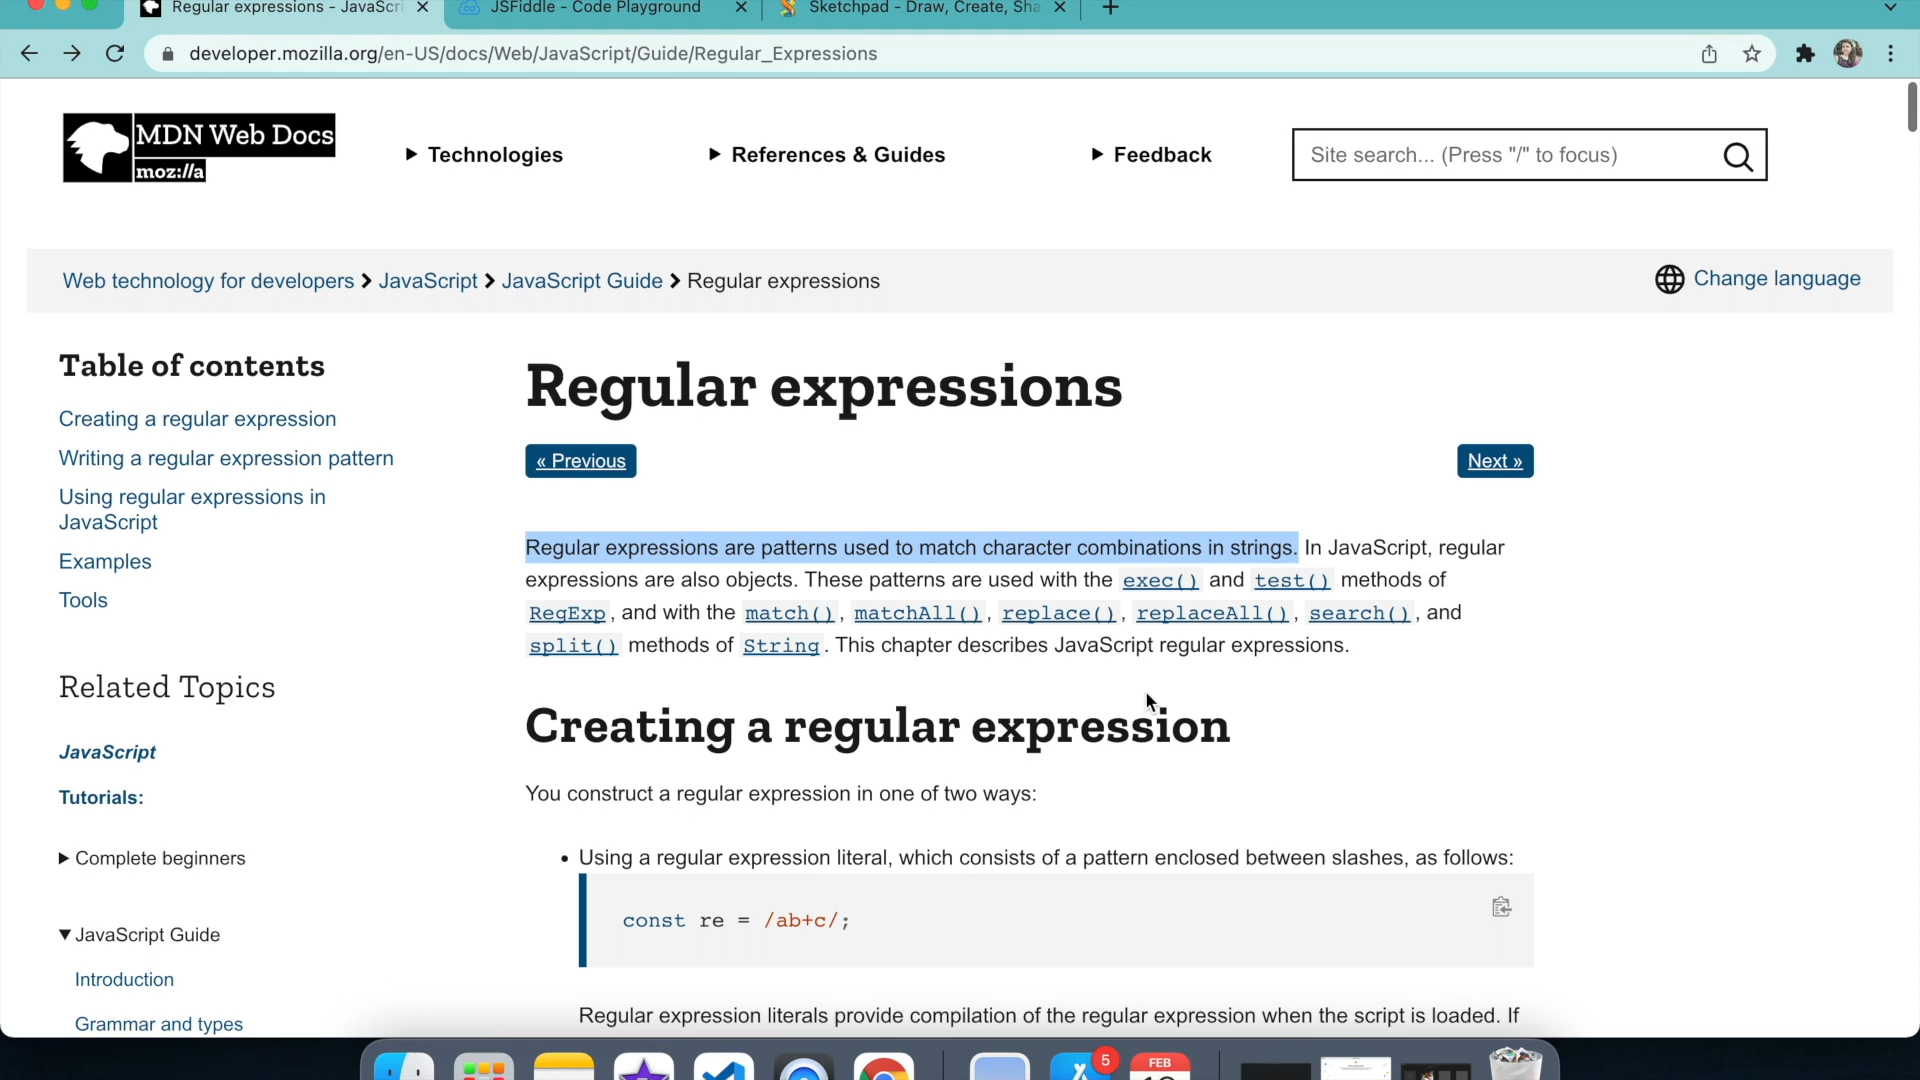 Regular expressions - JavaScri
JSFiddle - Code Playground
Sketchpad - Draw, Create, Sha
developer.mozilla.org/en-US/docs/Web/JavaScript/Guide/Regular_Expressions
MDN Web Docs
moz://a
Technologies
References & Guides
Feedback
Site search... (Press "/" to focus)
Web technology for developers JavaScript JavaScript Guide Regular expressions
Change language
Table of contents
Creating a regular expression
Writing a regular expression pattern
Using regular expressions in
JavaScript
Examples
Tools
Related Topics
JavaScript
Tutorials:
Complete beginners
JavaScript Guide
Introduction
Grammar and types
Regular expressions
« Previous
Next »
Regular expressions are patterns used to match character combinations in strings. In JavaScript, regular
expressions are also objects. These patterns are used with the exec() and test() methods of
RegExp, and with the match(), matchAll(), replace(), replaceAll(), search(), and
split() methods of String. This chapter describes JavaScript regular expressions.
Creating a regular expression
You construct a regular expression in one of two ways:
• Using a regular expression literal, which consists of a pattern enclosed between slashes, as follows:
const re = /ab+c/;
Regular expression literals provide compilation of the regular expression when the script is loaded. If
5
FEB